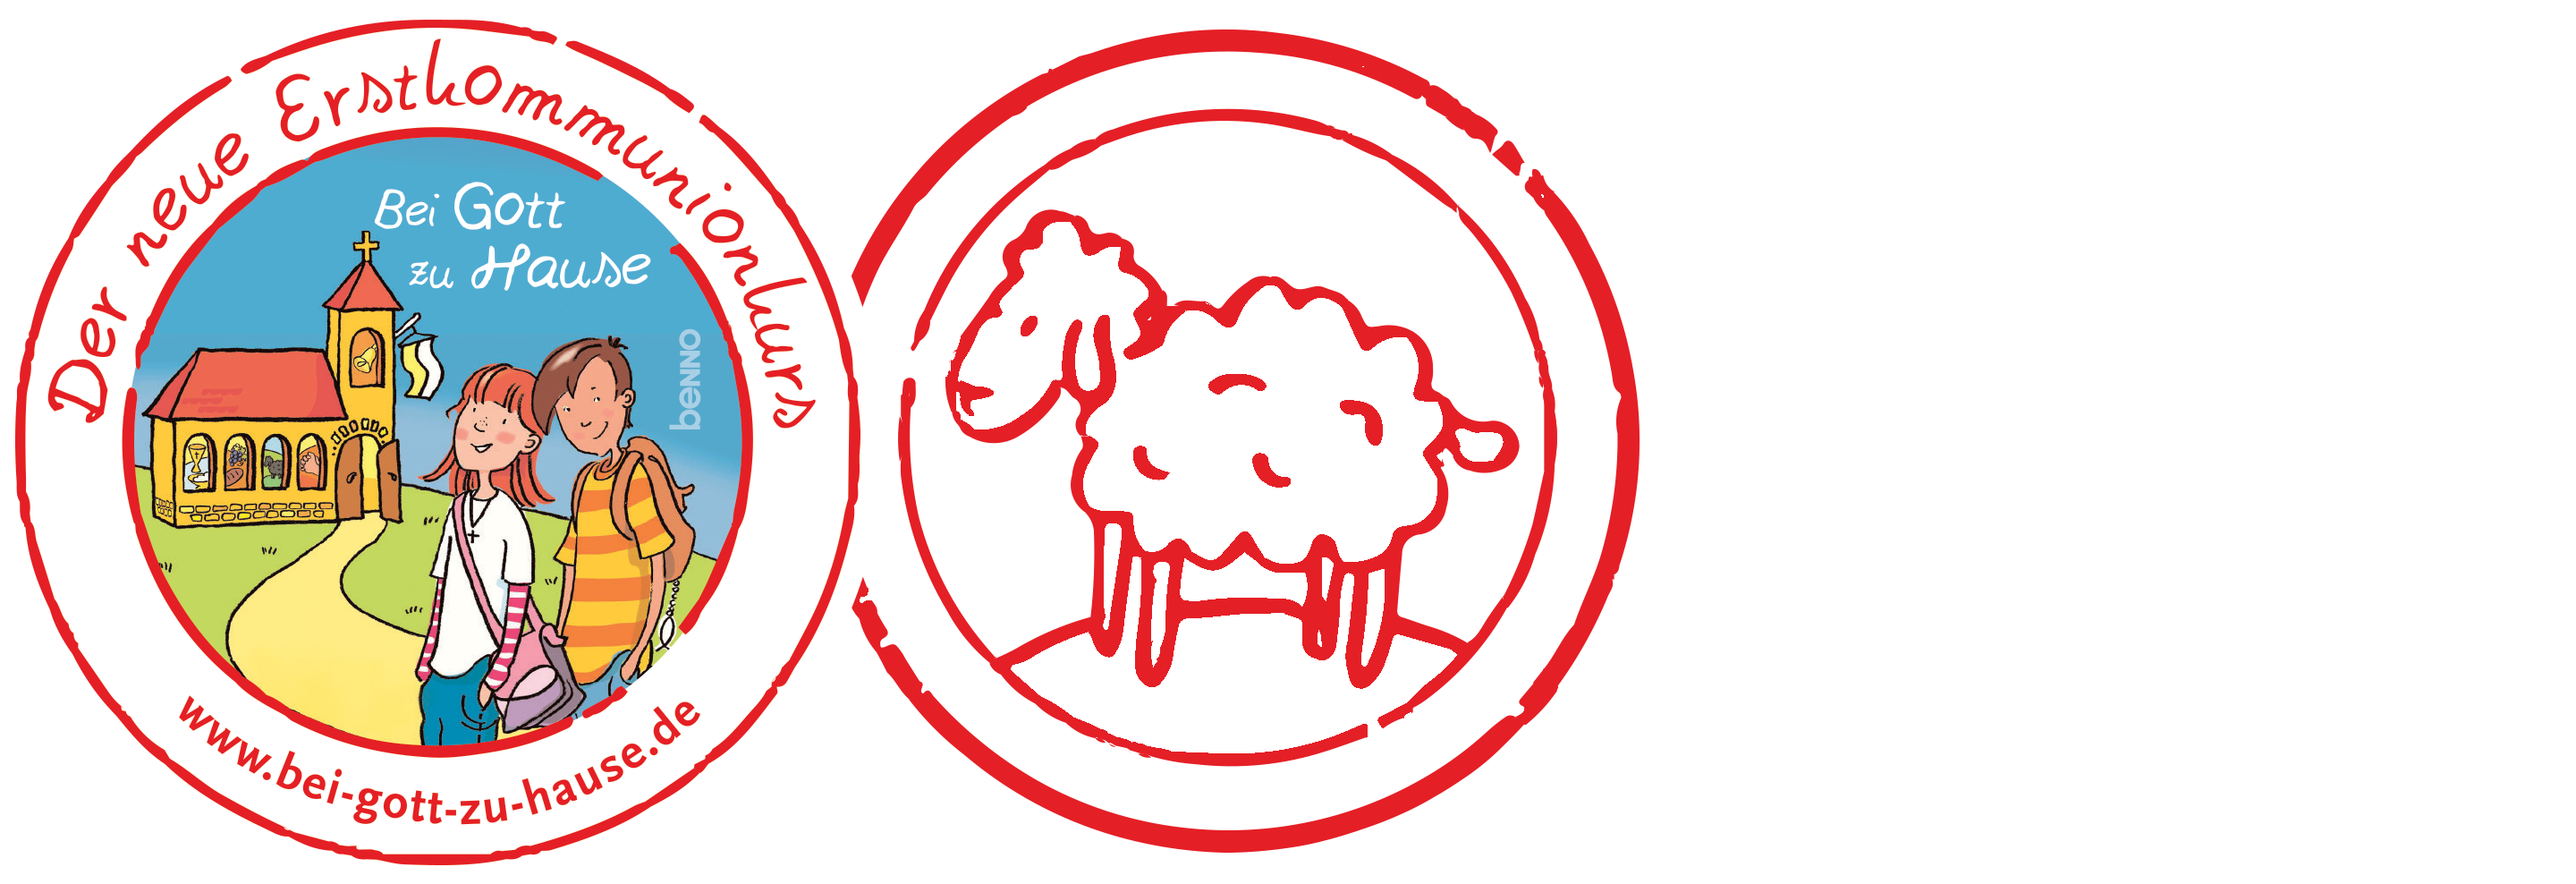 Der neue Erstkommunionkurs
Bei Gott
zu Hause
benno
www.bei-gott-zu-hause.de